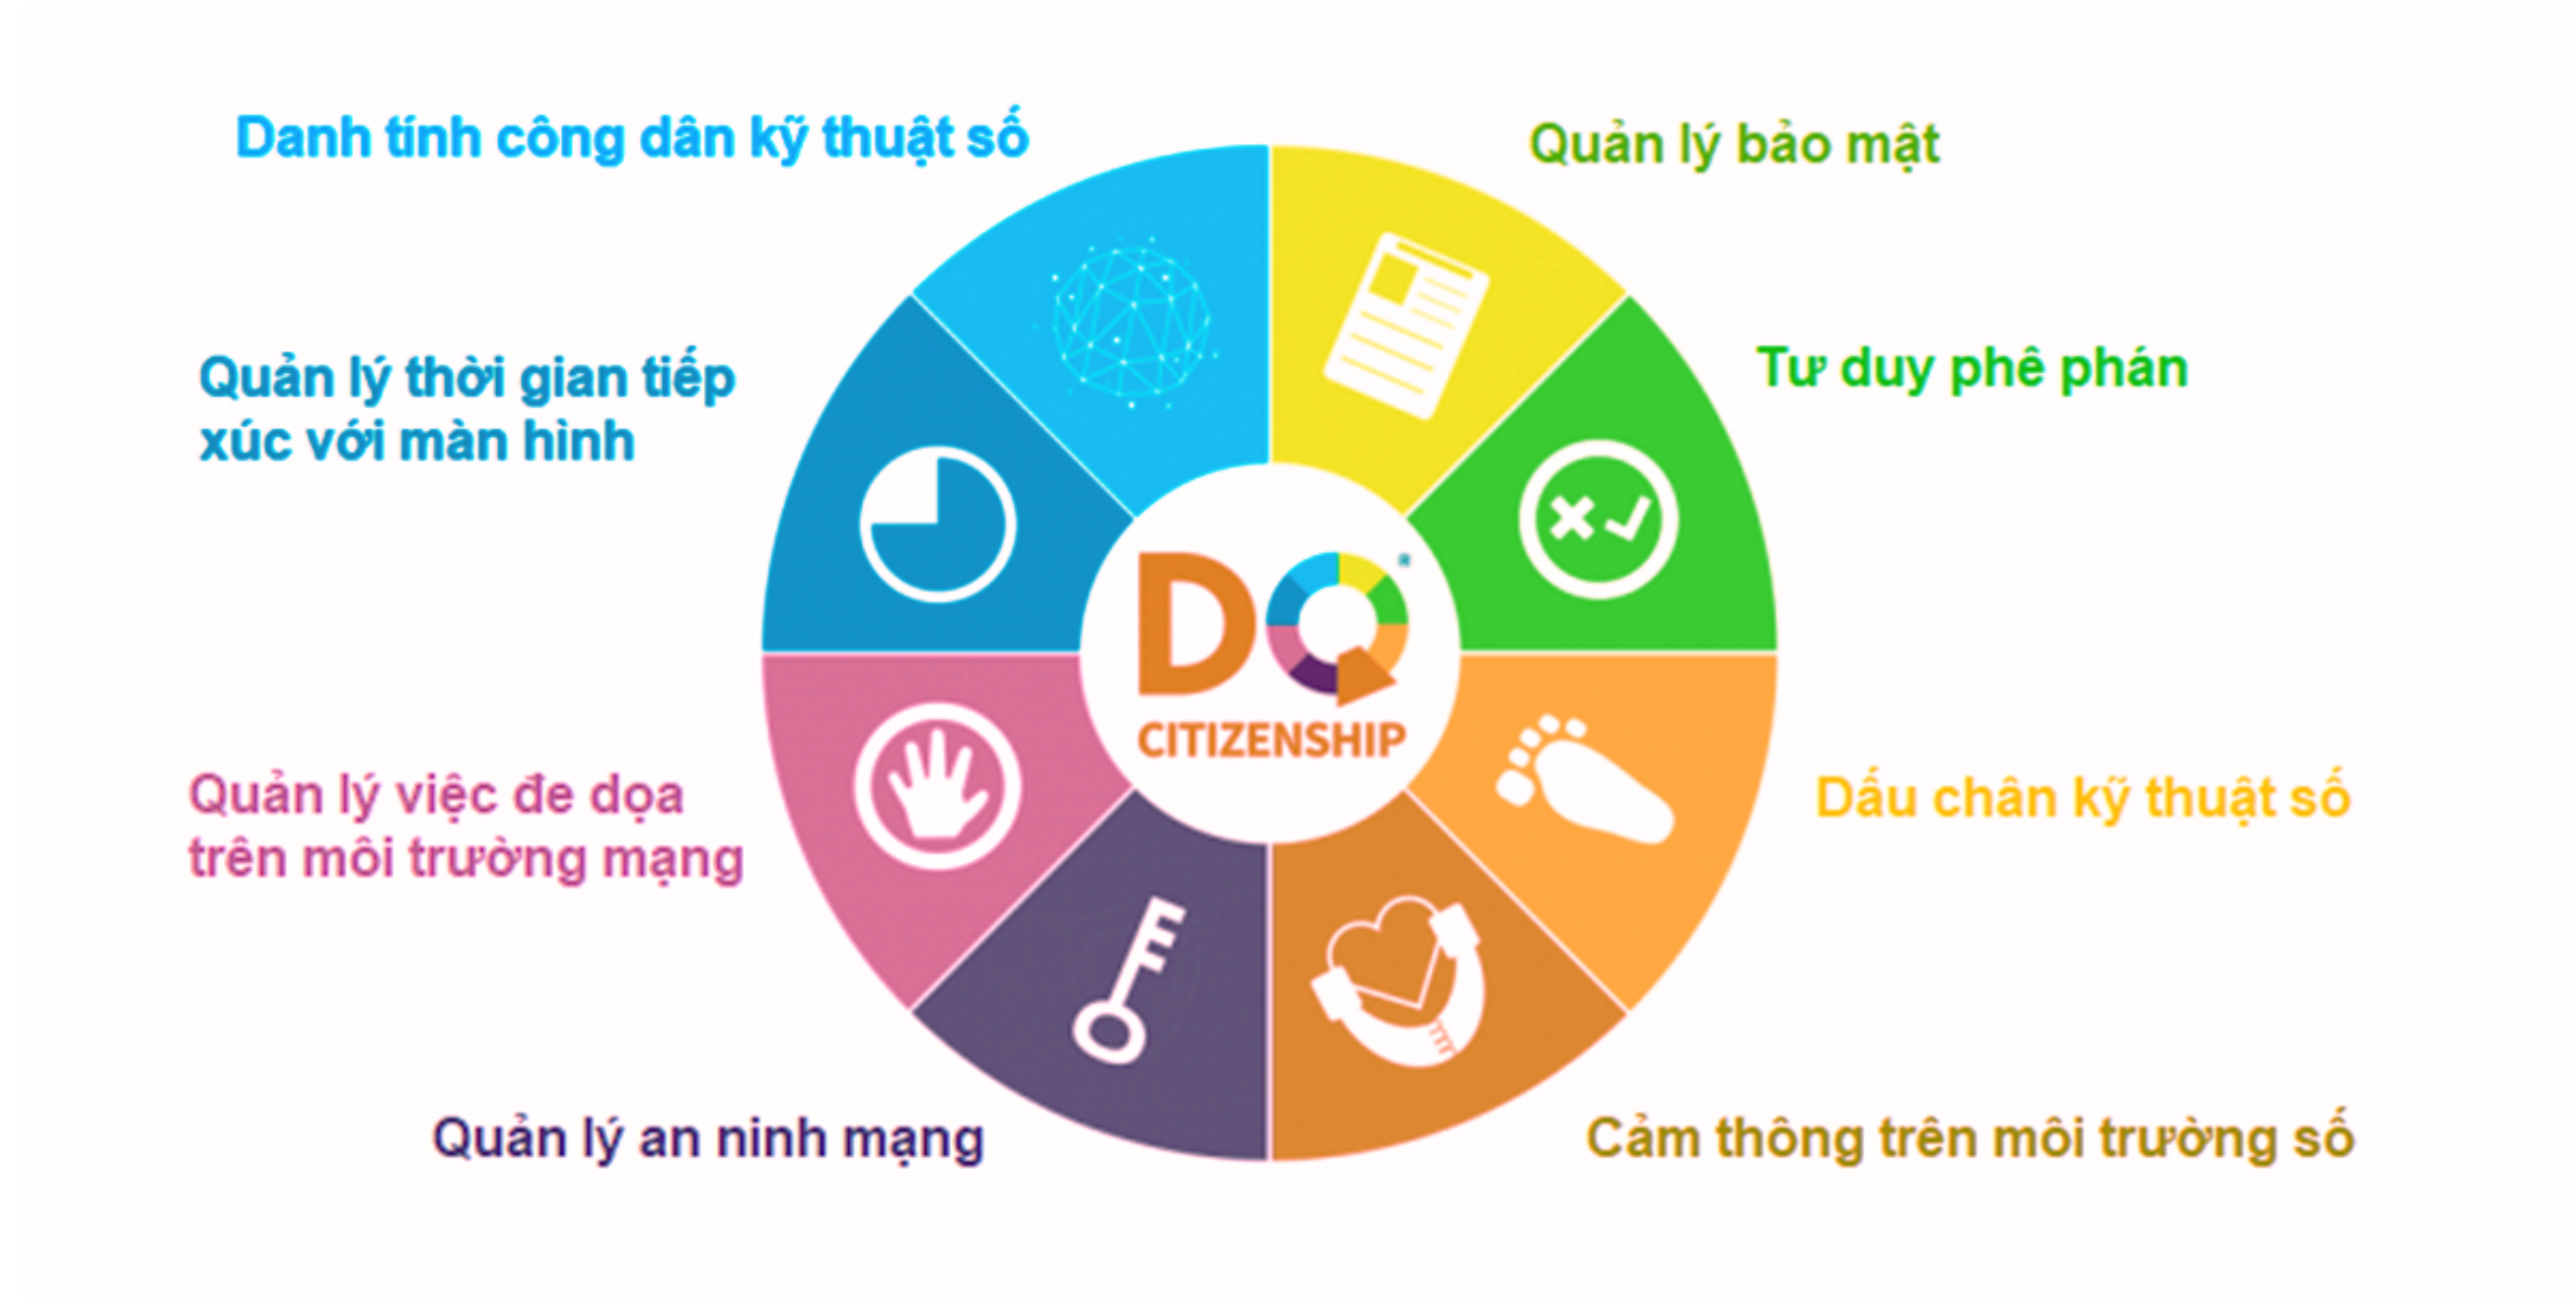 Danh tính công dân kỹ thuật số
Quản lý bảo mật
Quản lý thời gian tiếp
xúc với màn hình
Tư duy phê phán
DQ
CITIZENSHIP
Quản lý việc đe dọa
trên môi trường mạng
Dấu chân kỹ thuật số
Quản lý an ninh mạng
Cảm thông trên môi trường số